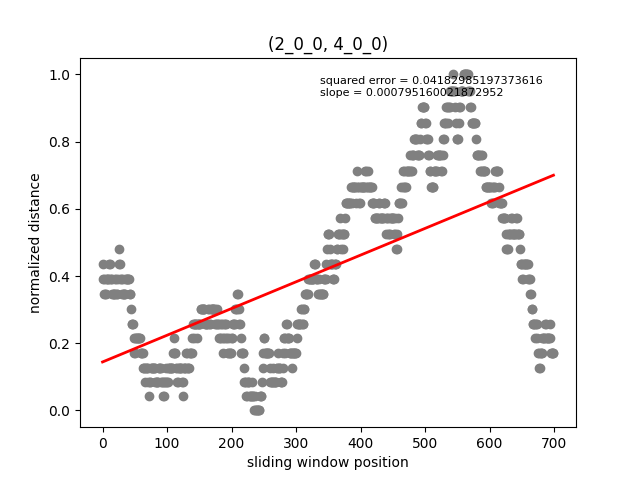 (2_0_0, 4_0_0)
squared error = 0.04182985197373616
slope = 0.000795160021872952
normalized distance
1.0
0.8
0.6
0.4
0.2
0.0
0 100 200 300 400 500 600 700
sliding window position